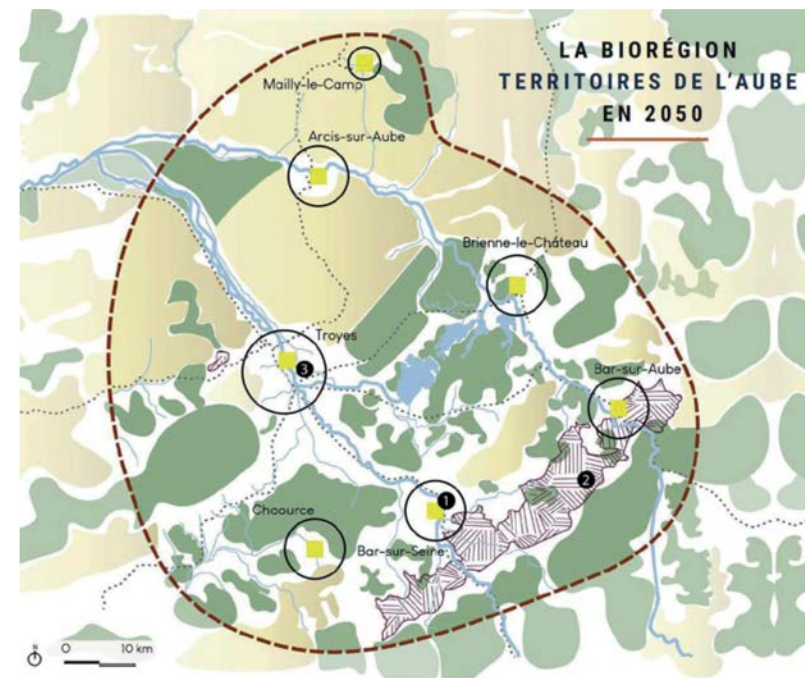 LA BIORÉGION
TERRITOIRES DE L'AUBE
EN 2050
Mailly-le-Camp
Arcis-sur-Aube
Brienne-le-Château
Troyes
3
Bar-sur-Aube
2
1
Chaource
Bar-sur-Seine
N
0 10 km